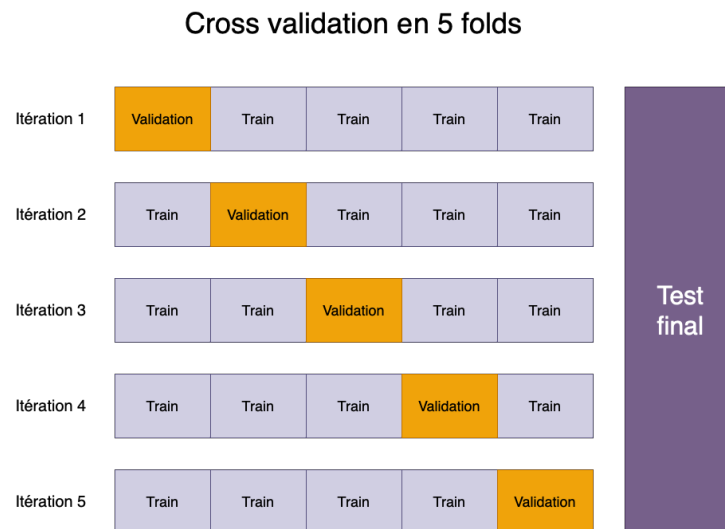 Cross validation en 5 folds
Itération 1 Validation Train Train Train Train
Itération 2 Train Validation Train Train Train
Itération 3 Train Train Validation Train Train
Itération 4 Train Train Train Validation Train
Itération 5 Train Train Train Train Validation
Test
final